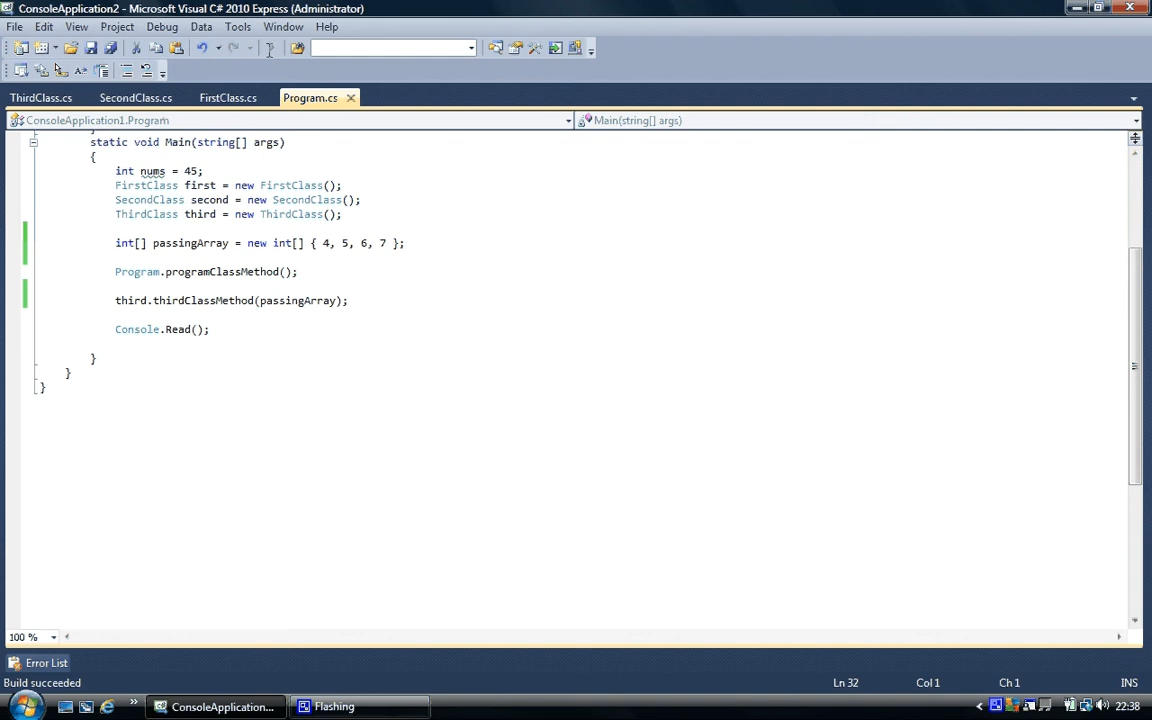 ConsoleApplication2 - Microsoft Visual C# 2010 Express (Administrator)
File Edit View Project Debug Data Tools Window Help
ThirdClass.cs SecondClass.cs FirstClass.cs Program.cs
ConsoleApplication1.Program Main(string[] args)
}
static void Main(string[] args)
{
int nums = 45;
FirstClass first = new FirstClass();
SecondClass second = new SecondClass();
ThirdClass third = new ThirdClass();
int[] passingArray = new int[] { 4, 5, 6, 7 };
Program.programClassMethod();
third.thirdClassMethod(passingArray);
Console.Read();
}
}
}
100 %
Error List
Build succeeded Ln 32 Col 1 Ch 1 INS
ConsoleApplication... Flashing 22:38